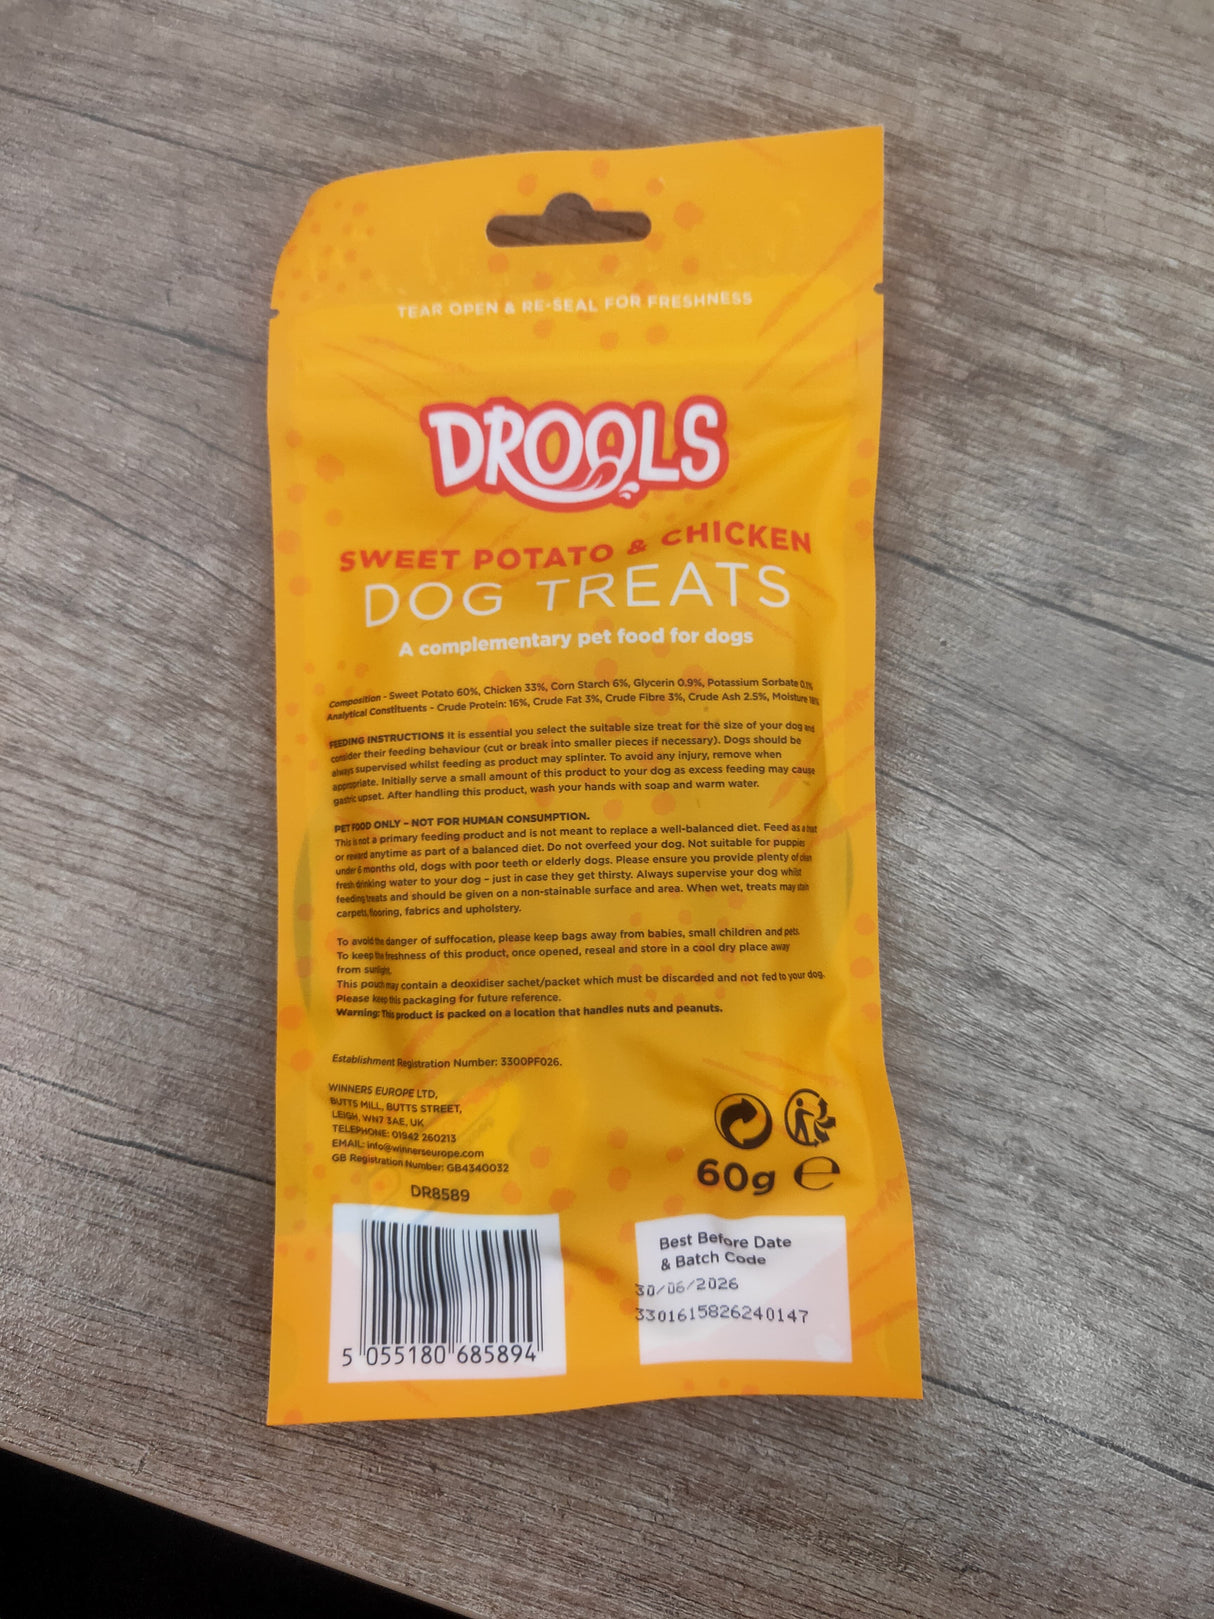 TEAR OPEN & RE-SEAL FOR FRESHNESS
DROOLS
SWEET POTATO & CHICKEN
DOG TREATS
A complementary pet food for dogs
Composition - Sweet Potato 60%, Chicken 33%, Corn Starch 6%, Glycerin 0.9%, Potassium Sorbate 0.1%
Analytical Constituents - Crude Protein: 16%, Crude Fat 3%, Crude Fibre 3%, Crude Ash 2.5%, Moisture 18%
FEEDING INSTRUCTIONS It is essential you select the suitable size treat for the size of your dog and
consider their feeding behaviour (cut or break into smaller pieces if necessary). Dogs should be
always supervised whilst feeding as product may splinter. To avoid any injury, remove when
appropriate. Initially serve a small amount of this product to your dog as excess feeding may cause
gastric upset. After handling this product, wash your hands with soap and warm water.
PET FOOD ONLY – NOT FOR HUMAN CONSUMPTION.
This is not a primary feeding product and is not meant to replace a well-balanced diet. Feed as a treat
or reward anytime as part of a balanced diet. Do not overfeed your dog. Not suitable for puppies
under 6 months old, dogs with poor teeth or elderly dogs. Please ensure you provide plenty of clean
fresh drinking water to your dog – just in case they get thirsty. Always supervise your dog whilst
feeding treats and should be given on a non-stainable surface and area. When wet, treats may stain
carpets, flooring, fabrics and upholstery.
To avoid the danger of suffocation, please keep bags away from babies, small children and pets.
To keep the freshness of this product, once opened, reseal and store in a cool dry place away
from sunlight.
This pouch may contain a deoxidiser sachet/packet which must be discarded and not fed to your dog.
Please keep this packaging for future reference.
Warning: This product is packed on a location that handles nuts and peanuts.
Establishment Registration Number: 3300PF026.
WINNERS EUROPE LTD,
BUTTS MILL, BUTTS STREET,
LEIGH, WN7 3AE, UK
TELEPHONE: 01942 260213
EMAIL: info@winnerseurope.com
GB Registration Number: GB4340032
DR8589
60g e
5 055180 685894
Best Before Date
& Batch Code
30/06/2026
3301615826240147